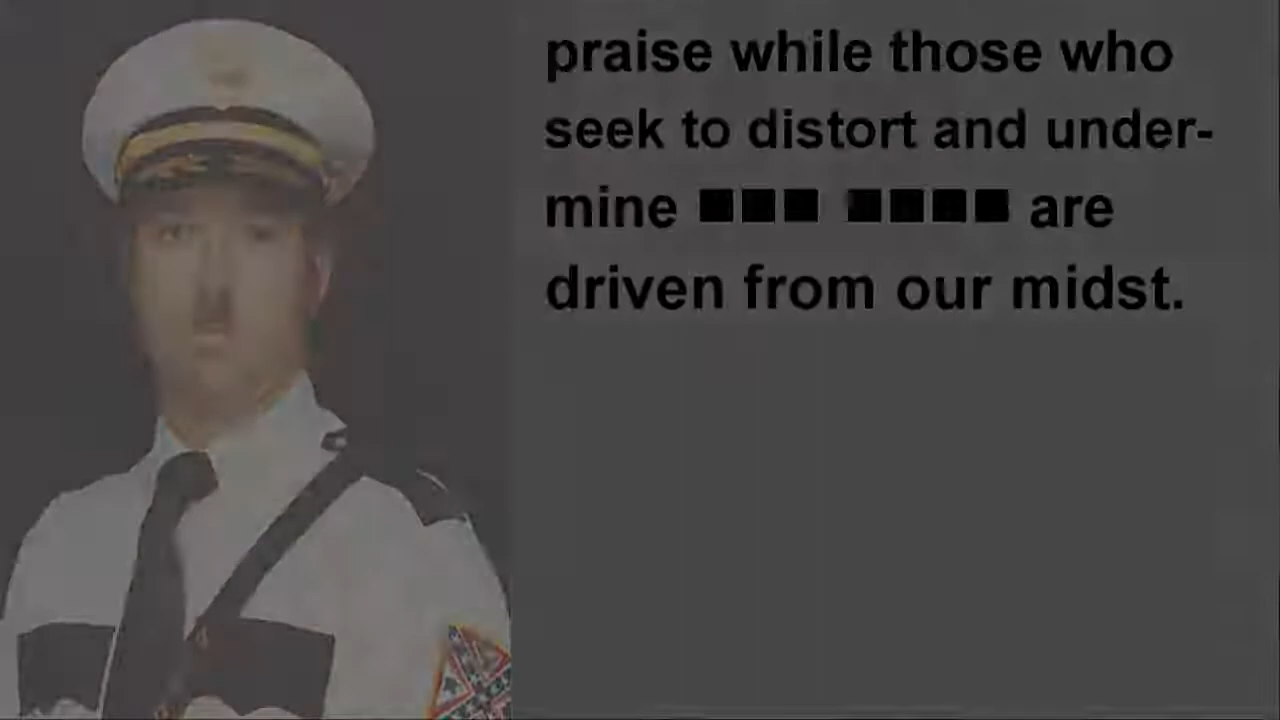 praise while those who
seek to distort and under-
mine ■■■ ■■■■ are
driven from our midst.